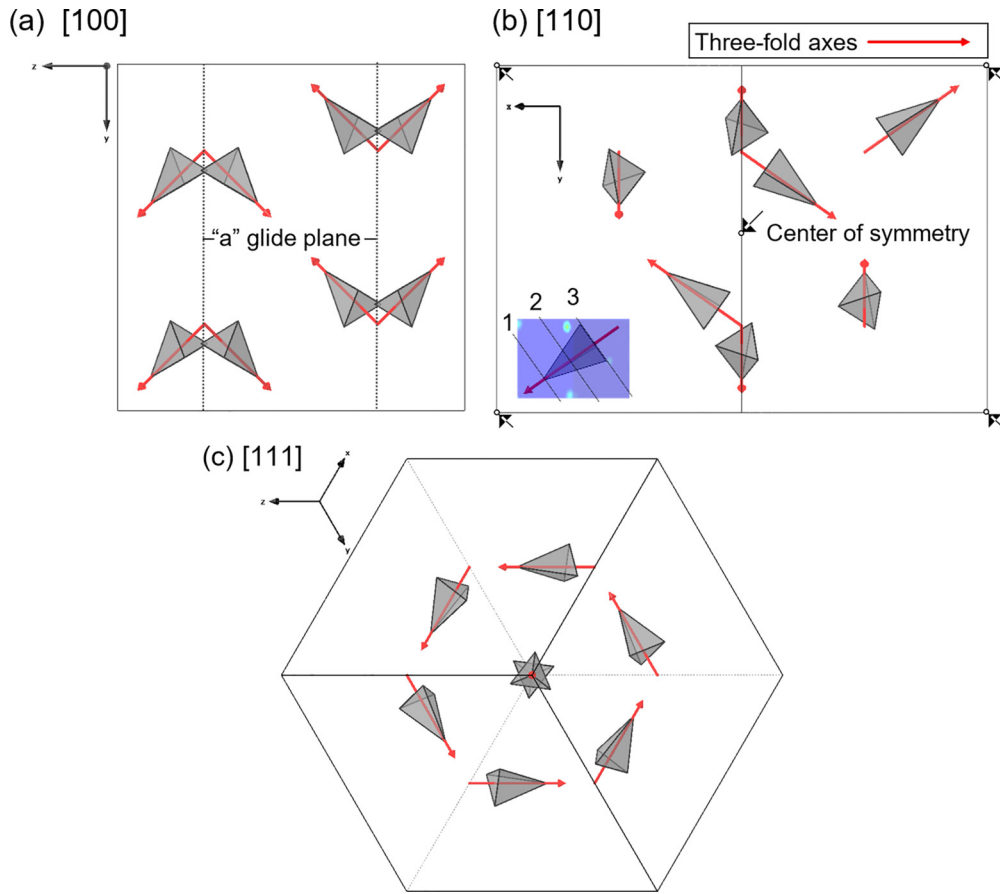 (a) [100]
(b) [110]
Three-fold axes
z
y
"a" glide plane
x
y
Center of symmetry
1
2
3
(c) [111]
x
z
y